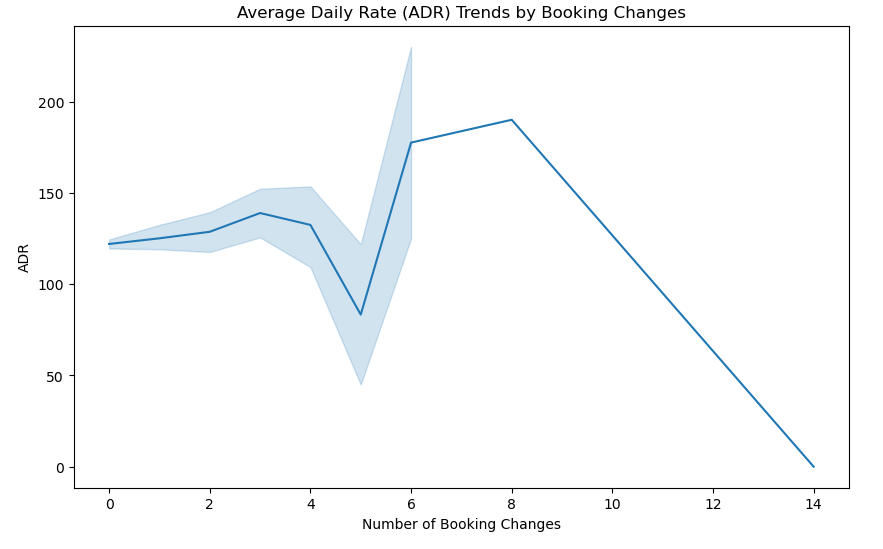 Average Daily Rate (ADR) Trends by Booking Changes
200
150
100
50
0
ADR
0 2 4 6 8 10 12 14
Number of Booking Changes